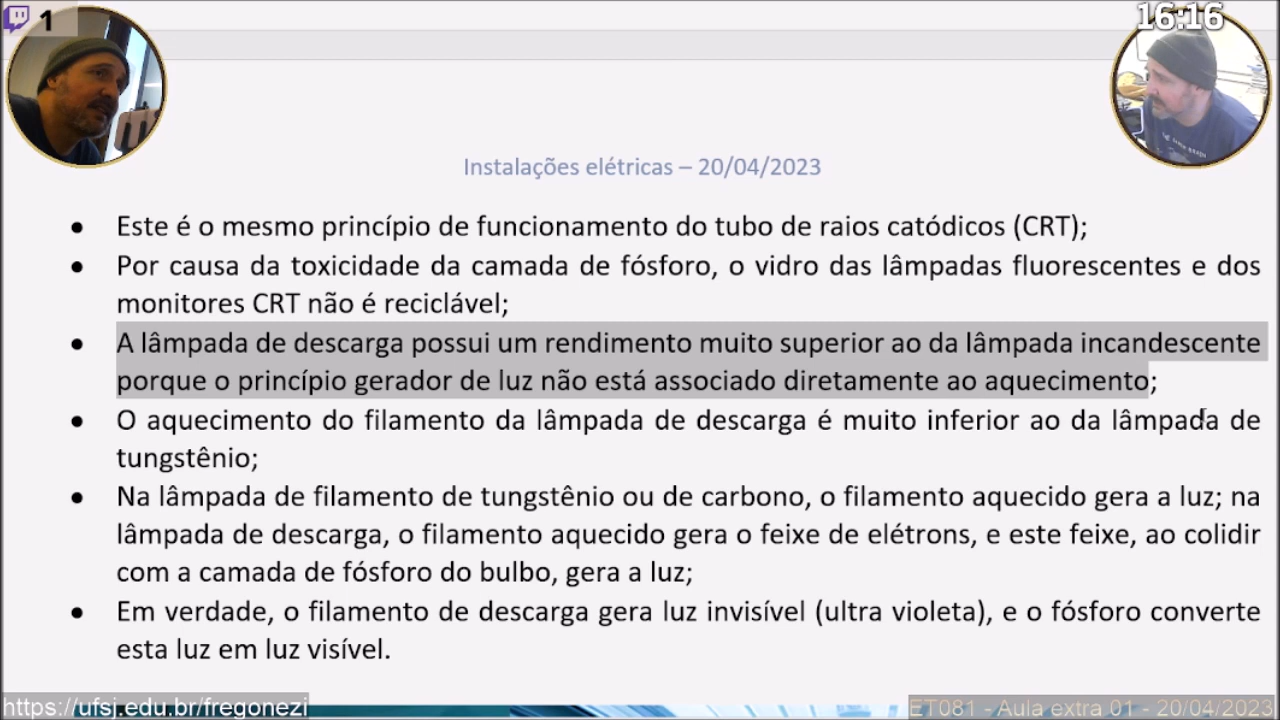 1
16:16
Instalações elétricas – 20/04/2023
• Este é o mesmo princípio de funcionamento do tubo de raios catódicos (CRT);
• Por causa da toxicidade da camada de fósforo, o vidro das lâmpadas fluorescentes e dos
monitores CRT não é reciclável;
• A lâmpada de descarga possui um rendimento muito superior ao da lâmpada incandescente
porque o princípio gerador de luz não está associado diretamente ao aquecimento;
• O aquecimento do filamento da lâmpada de descarga é muito inferior ao da lâmpada de
tungstênio;
• Na lâmpada de filamento de tungstênio ou de carbono, o filamento aquecido gera a luz; na
lâmpada de descarga, o filamento aquecido gera o feixe de elétrons, e este feixe, ao colidir
com a camada de fósforo do bulbo, gera a luz;
• Em verdade, o filamento de descarga gera luz invisível (ultra violeta), e o fósforo converte
esta luz em luz visível.
https://ufsj.edu.br/fregonezi
ET081 - Aula extra 01 - 20/04/2023